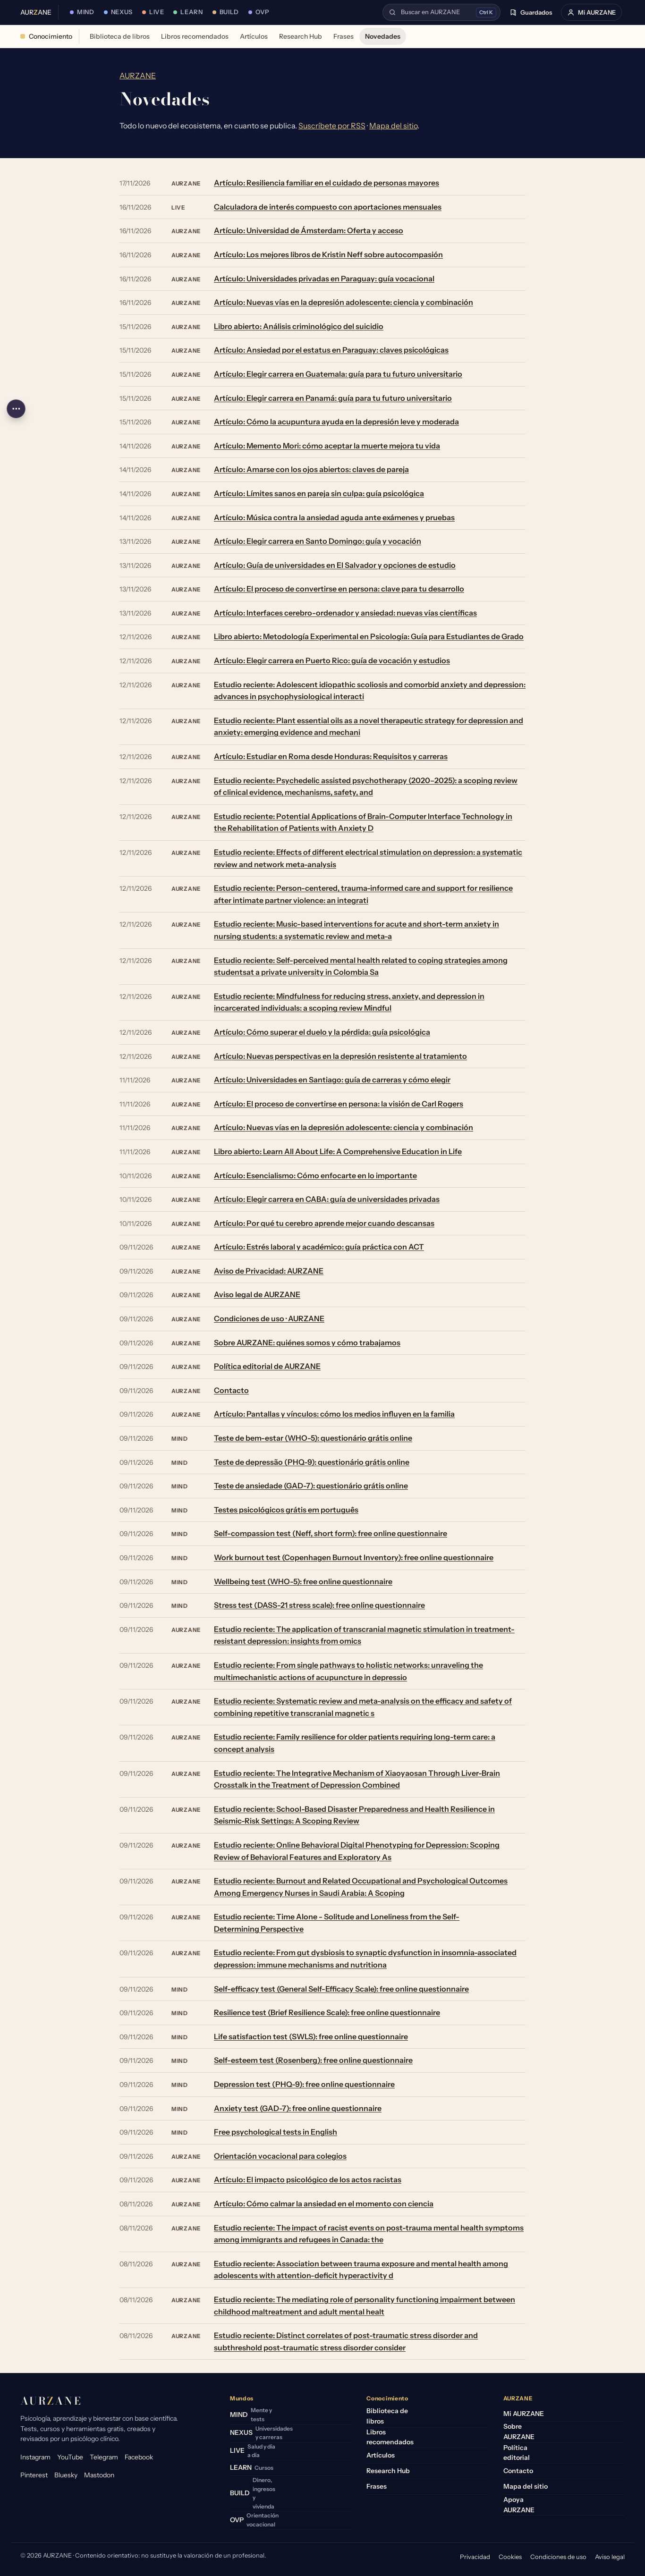 AURZANE MIND NEXUS LIVE LEARN BUILD OVP Buscar en AURZANE Ctrl K Guardados Mi AURZANE
Conocimiento Biblioteca de libros Libros recomendados Artículos Research Hub Frases Novedades
AURZANE
Novedades
Todo lo nuevo del ecosistema, en cuanto se publica. Suscríbete por RSS · Mapa del sitio.
17/11/2026 AURZANE Artículo: Resiliencia familiar en el cuidado de personas mayores
16/11/2026 LIVE Calculadora de interés compuesto con aportaciones mensuales
16/11/2026 AURZANE Artículo: Universidad de Ámsterdam: Oferta y acceso
16/11/2026 AURZANE Artículo: Los mejores libros de Kristin Neff sobre autocompasión
16/11/2026 AURZANE Artículo: Universidades privadas en Paraguay: guía vocacional
16/11/2026 AURZANE Artículo: Nuevas vías en la depresión adolescente: ciencia y combinación
15/11/2026 AURZANE Libro abierto: Análisis criminológico del suicidio
15/11/2026 AURZANE Artículo: Ansiedad por el estatus en Paraguay: claves psicológicas
15/11/2026 AURZANE Artículo: Elegir carrera en Guatemala: guía para tu futuro universitario
15/11/2026 AURZANE Artículo: Elegir carrera en Panamá: guía para tu futuro universitario
15/11/2026 AURZANE Artículo: Cómo la acupuntura ayuda en la depresión leve y moderada
14/11/2026 AURZANE Artículo: Memento Mori: cómo aceptar la muerte mejora tu vida
14/11/2026 AURZANE Artículo: Amarse con los ojos abiertos: claves de pareja
14/11/2026 AURZANE Artículo: Límites sanos en pareja sin culpa: guía psicológica
14/11/2026 AURZANE Artículo: Música contra la ansiedad aguda ante exámenes y pruebas
13/11/2026 AURZANE Artículo: Elegir carrera en Santo Domingo: guía y vocación
13/11/2026 AURZANE Artículo: Guía de universidades en El Salvador y opciones de estudio
13/11/2026 AURZANE Artículo: El proceso de convertirse en persona: clave para tu desarrollo
13/11/2026 AURZANE Artículo: Interfaces cerebro-ordenador y ansiedad: nuevas vías científicas
12/11/2026 AURZANE Libro abierto: Metodología Experimental en Psicología: Guía para Estudiantes de Grado
12/11/2026 AURZANE Artículo: Elegir carrera en Puerto Rico: guía de vocación y estudios
12/11/2026 AURZANE Estudio reciente: Adolescent idiopathic scoliosis and comorbid anxiety and depression:
advances in psychophysiological interacti
12/11/2026 AURZANE Estudio reciente: Plant essential oils as a novel therapeutic strategy for depression and
anxiety: emerging evidence and mechani
12/11/2026 AURZANE Artículo: Estudiar en Roma desde Honduras: Requisitos y carreras
12/11/2026 AURZANE Estudio reciente: Psychedelic assisted psychotherapy (2020–2025): a scoping review
of clinical evidence, mechanisms, safety, and
12/11/2026 AURZANE Estudio reciente: Potential Applications of Brain-Computer Interface Technology in
the Rehabilitation of Patients with Anxiety D
12/11/2026 AURZANE Estudio reciente: Effects of different electrical stimulation on depression: a systematic
review and network meta-analysis
12/11/2026 AURZANE Estudio reciente: Person-centered, trauma-informed care and support for resilience
after intimate partner violence: an integrati
12/11/2026 AURZANE Estudio reciente: Music-based interventions for acute and short-term anxiety in
nursing students: a systematic review and meta-a
12/11/2026 AURZANE Estudio reciente: Self-perceived mental health related to coping strategies among
studentsat a private university in Colombia Sa
12/11/2026 AURZANE Estudio reciente: Mindfulness for reducing stress, anxiety, and depression in
incarcerated individuals: a scoping review Mindful
12/11/2026 AURZANE Artículo: Cómo superar el duelo y la pérdida: guía psicológica
12/11/2026 AURZANE Artículo: Nuevas perspectivas en la depresión resistente al tratamiento
11/11/2026 AURZANE Artículo: Universidades en Santiago: guía de carreras y cómo elegir
11/11/2026 AURZANE Artículo: El proceso de convertirse en persona: la visión de Carl Rogers
11/11/2026 AURZANE Artículo: Nuevas vías en la depresión adolescente: ciencia y combinación
11/11/2026 AURZANE Libro abierto: Learn All About Life: A Comprehensive Education in Life
10/11/2026 AURZANE Artículo: Esencialismo: Cómo enfocarte en lo importante
10/11/2026 AURZANE Artículo: Elegir carrera en CABA: guía de universidades privadas
10/11/2026 AURZANE Artículo: Por qué tu cerebro aprende mejor cuando descansas
09/11/2026 AURZANE Artículo: Estrés laboral y académico: guía práctica con ACT
09/11/2026 AURZANE Aviso de Privacidad: AURZANE
09/11/2026 AURZANE Aviso legal de AURZANE
09/11/2026 AURZANE Condiciones de uso · AURZANE
09/11/2026 AURZANE Sobre AURZANE: quiénes somos y cómo trabajamos
09/11/2026 AURZANE Política editorial de AURZANE
09/11/2026 AURZANE Contacto
09/11/2026 AURZANE Artículo: Pantallas y vínculos: cómo los medios influyen en la familia
09/11/2026 MIND Teste de bem-estar (WHO-5): questionário grátis online
09/11/2026 MIND Teste de depressão (PHQ-9): questionário grátis online
09/11/2026 MIND Teste de ansiedade (GAD-7): questionário grátis online
09/11/2026 MIND Testes psicológicos grátis em português
09/11/2026 MIND Self-compassion test (Neff, short form): free online questionnaire
09/11/2026 MIND Work burnout test (Copenhagen Burnout Inventory): free online questionnaire
09/11/2026 MIND Wellbeing test (WHO-5): free online questionnaire
09/11/2026 MIND Stress test (DASS-21 stress scale): free online questionnaire
09/11/2026 AURZANE Estudio reciente: The application of transcranial magnetic stimulation in treatment-
resistant depression: insights from omics
09/11/2026 AURZANE Estudio reciente: From single pathways to holistic networks: unraveling the
multimechanistic actions of acupuncture in depressio
09/11/2026 AURZANE Estudio reciente: Systematic review and meta-analysis on the efficacy and safety of
combining repetitive transcranial magnetic s
09/11/2026 AURZANE Estudio reciente: Family resilience for older patients requiring long-term care: a
concept analysis
09/11/2026 AURZANE Estudio reciente: The Integrative Mechanism of Xiaoyaosan Through Liver-Brain
Crosstalk in the Treatment of Depression Combined
09/11/2026 AURZANE Estudio reciente: School-Based Disaster Preparedness and Health Resilience in
Seismic-Risk Settings: A Scoping Review
09/11/2026 AURZANE Estudio reciente: Online Behavioral Digital Phenotyping for Depression: Scoping
Review of Behavioral Features and Exploratory As
09/11/2026 AURZANE Estudio reciente: Burnout and Related Occupational and Psychological Outcomes
Among Emergency Nurses in Saudi Arabia: A Scoping
09/11/2026 AURZANE Estudio reciente: Time Alone – Solitude and Loneliness from the Self-
Determining Perspective
09/11/2026 AURZANE Estudio reciente: From gut dysbiosis to synaptic dysfunction in insomnia-associated
depression: immune mechanisms and nutritiona
09/11/2026 MIND Self-efficacy test (General Self-Efficacy Scale): free online questionnaire
09/11/2026 MIND Resilience test (Brief Resilience Scale): free online questionnaire
09/11/2026 MIND Life satisfaction test (SWLS): free online questionnaire
09/11/2026 MIND Self-esteem test (Rosenberg): free online questionnaire
09/11/2026 MIND Depression test (PHQ-9): free online questionnaire
09/11/2026 MIND Anxiety test (GAD-7): free online questionnaire
09/11/2026 MIND Free psychological tests in English
09/11/2026 AURZANE Orientación vocacional para colegios
09/11/2026 AURZANE Artículo: El impacto psicológico de los actos racistas
08/11/2026 AURZANE Artículo: Cómo calmar la ansiedad en el momento con ciencia
08/11/2026 AURZANE Estudio reciente: The impact of racist events on post-trauma mental health symptoms
among immigrants and refugees in Canada: the
08/11/2026 AURZANE Estudio reciente: Association between trauma exposure and mental health among
adolescents with attention-deficit hyperactivity d
08/11/2026 AURZANE Estudio reciente: The mediating role of personality functioning impairment between
childhood maltreatment and adult mental healt
08/11/2026 AURZANE Estudio reciente: Distinct correlates of post-traumatic stress disorder and
subthreshold post-traumatic stress disorder consider
AURZANE
Psicología, aprendizaje y bienestar con base científica.
Tests, cursos y herramientas gratis, creados y
revisados por un psicólogo clínico.
Instagram YouTube Telegram Facebook
Pinterest Bluesky Mastodon
Mundos
MIND Mente y
tests
NEXUS Universidades
y carreras
LIVE Salud y día
a día
LEARN Cursos
BUILD Dinero,
ingresos
y
vivienda
OVP Orientación
vocacional
Conocimiento
Biblioteca de
libros
Libros
recomendados
Artículos
Research Hub
Frases
AURZANE
Mi AURZANE
Sobre
AURZANE
Política
editorial
Contacto
Mapa del sitio
Apoya
AURZANE
© 2026 AURZANE · Contenido orientativo: no sustituye la valoración de un profesional.
Privacidad Cookies Condiciones de uso Aviso legal